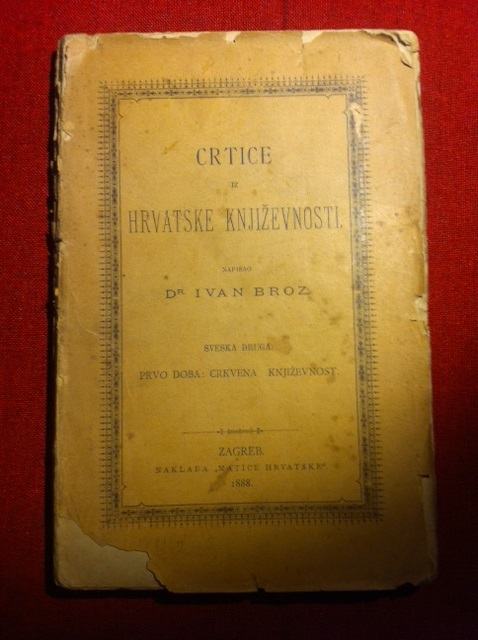 CRTICE
IZ
HRVATSKE KNJIŽEVNOSTI.
NAPISAO
DR IVAN BROZ
SVESKA DRUGA:
PRVO DOBA: CRKVENA KNJIŽEVNOST.
ZAGREB.
NAKLADA „MATICE HRVATSKE“.
1888.